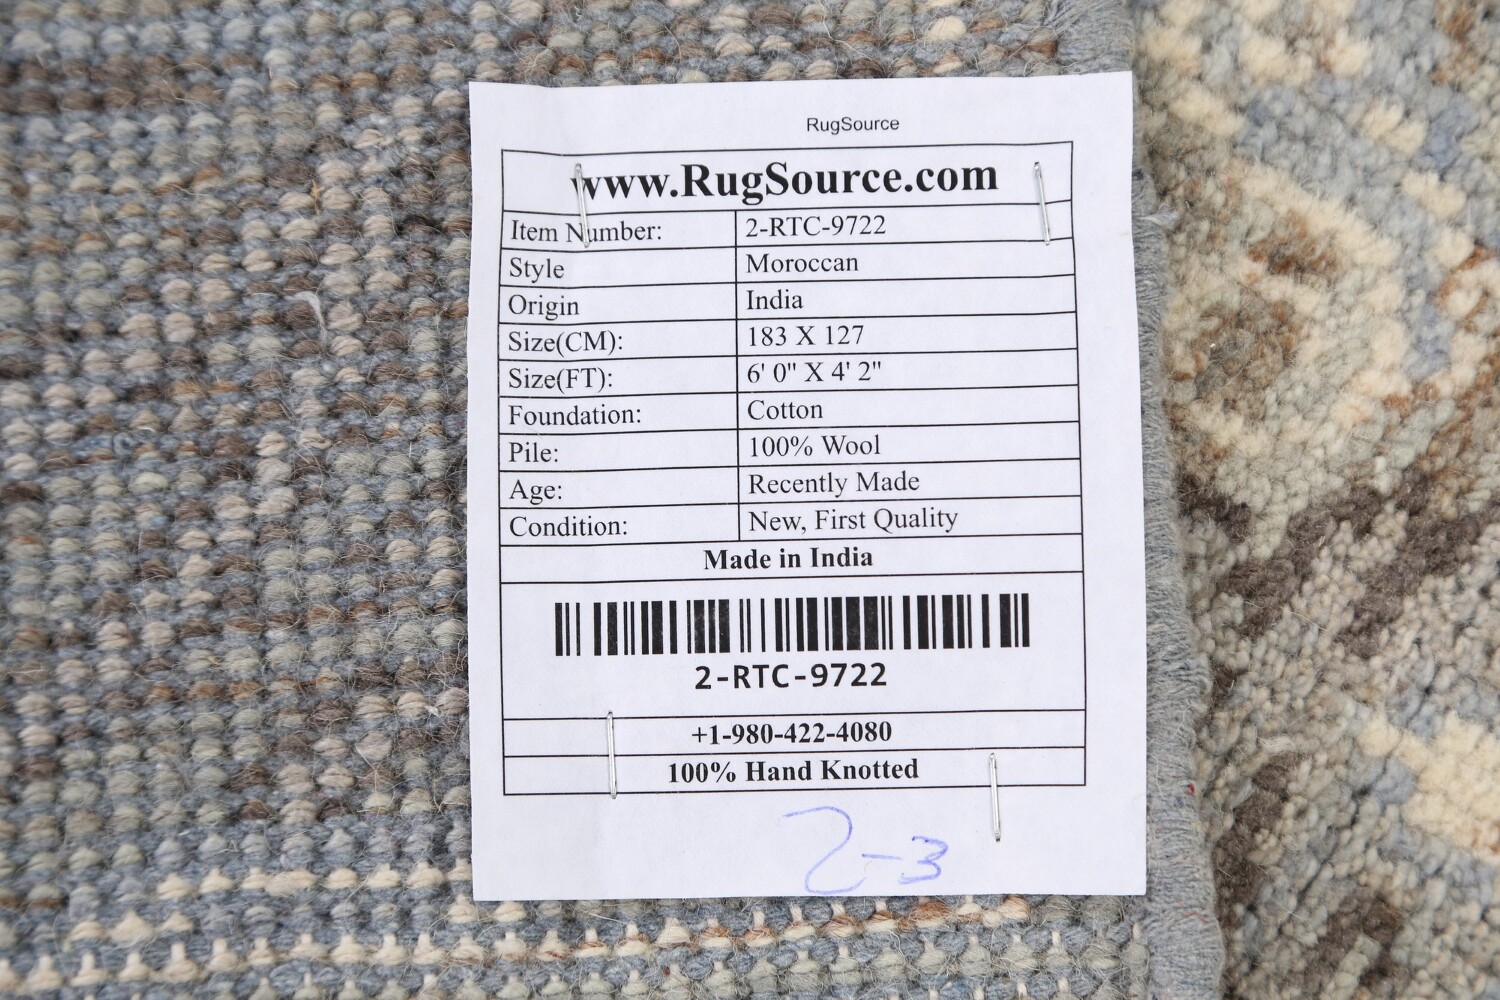 RugSource
www.RugSource.com
Item Number: 2-RTC-9722
Style Moroccan
Origin India
Size(CM): 183 X 127
Size(FT): 6' 0" X 4' 2"
Foundation: Cotton
Pile: 100% Wool
Age: Recently Made
Condition: New, First Quality
Made in India
2-RTC-9722
+1-980-422-4080
100% Hand Knotted
2-3